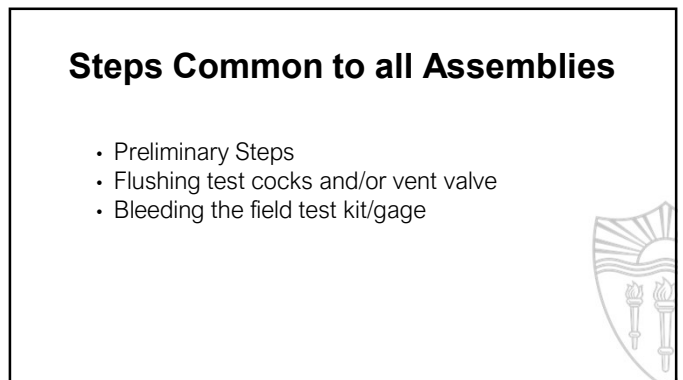 Steps Common to all Assemblies
• Preliminary Steps
• Flushing test cocks and/or vent valve
• Bleeding the field test kit/gage